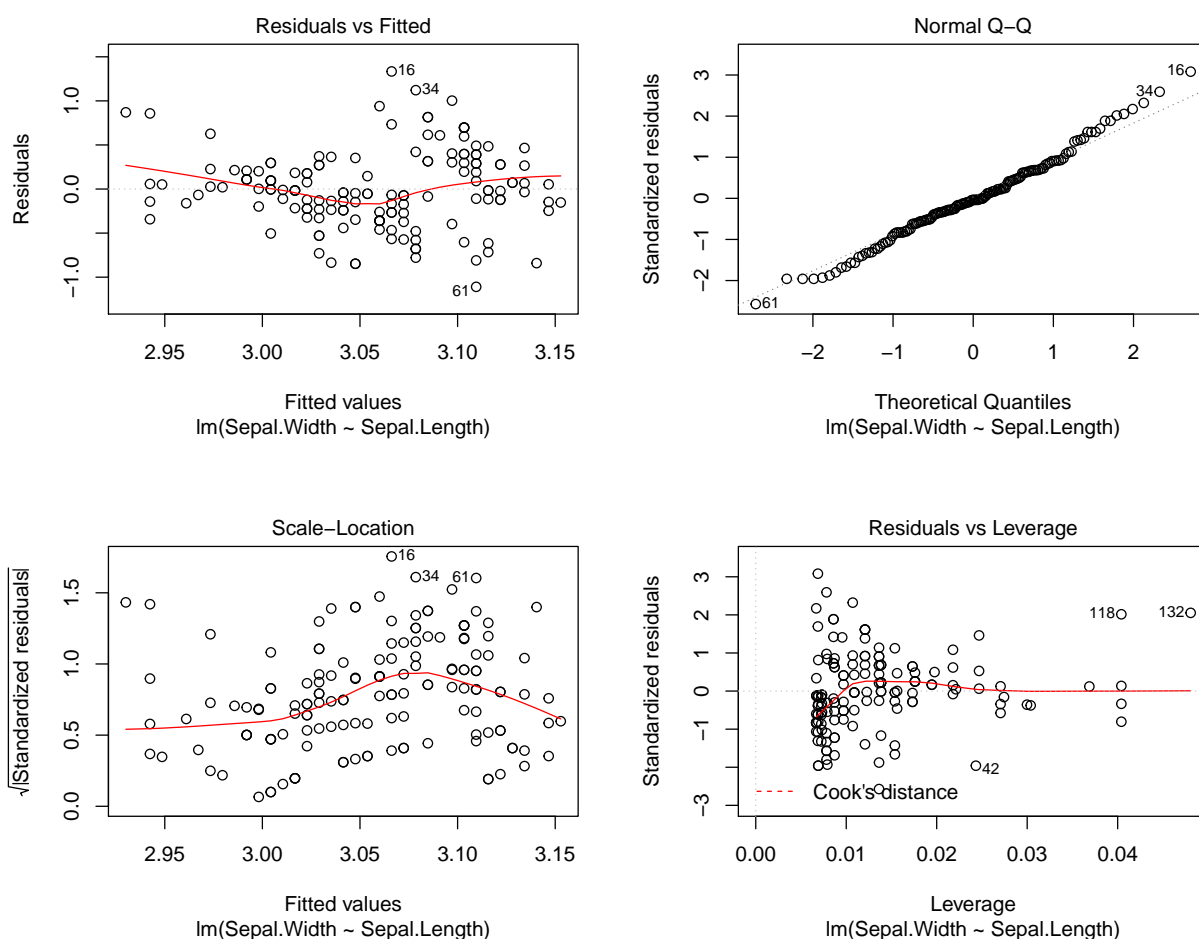 Residuals vs Fitted
Residuals
1.0
0.0
−1.0
16
34
61
2.95 3.00 3.05 3.10 3.15
Fitted values
lm(Sepal.Width ~ Sepal.Length)
Normal Q−Q
Standardized residuals
3
2
1
0
−1
−2
16
34
61
−2 −1 0 1 2
Theoretical Quantiles
lm(Sepal.Width ~ Sepal.Length)
Scale−Location
√|Standardized residuals|
1.5
1.0
0.5
0.0
16
34 61
2.95 3.00 3.05 3.10 3.15
Fitted values
lm(Sepal.Width ~ Sepal.Length)
Residuals vs Leverage
Standardized residuals
3
2
1
0
−1
−3
118 132
42
Cook's distance
0.00 0.01 0.02 0.03 0.04
Leverage
lm(Sepal.Width ~ Sepal.Length)